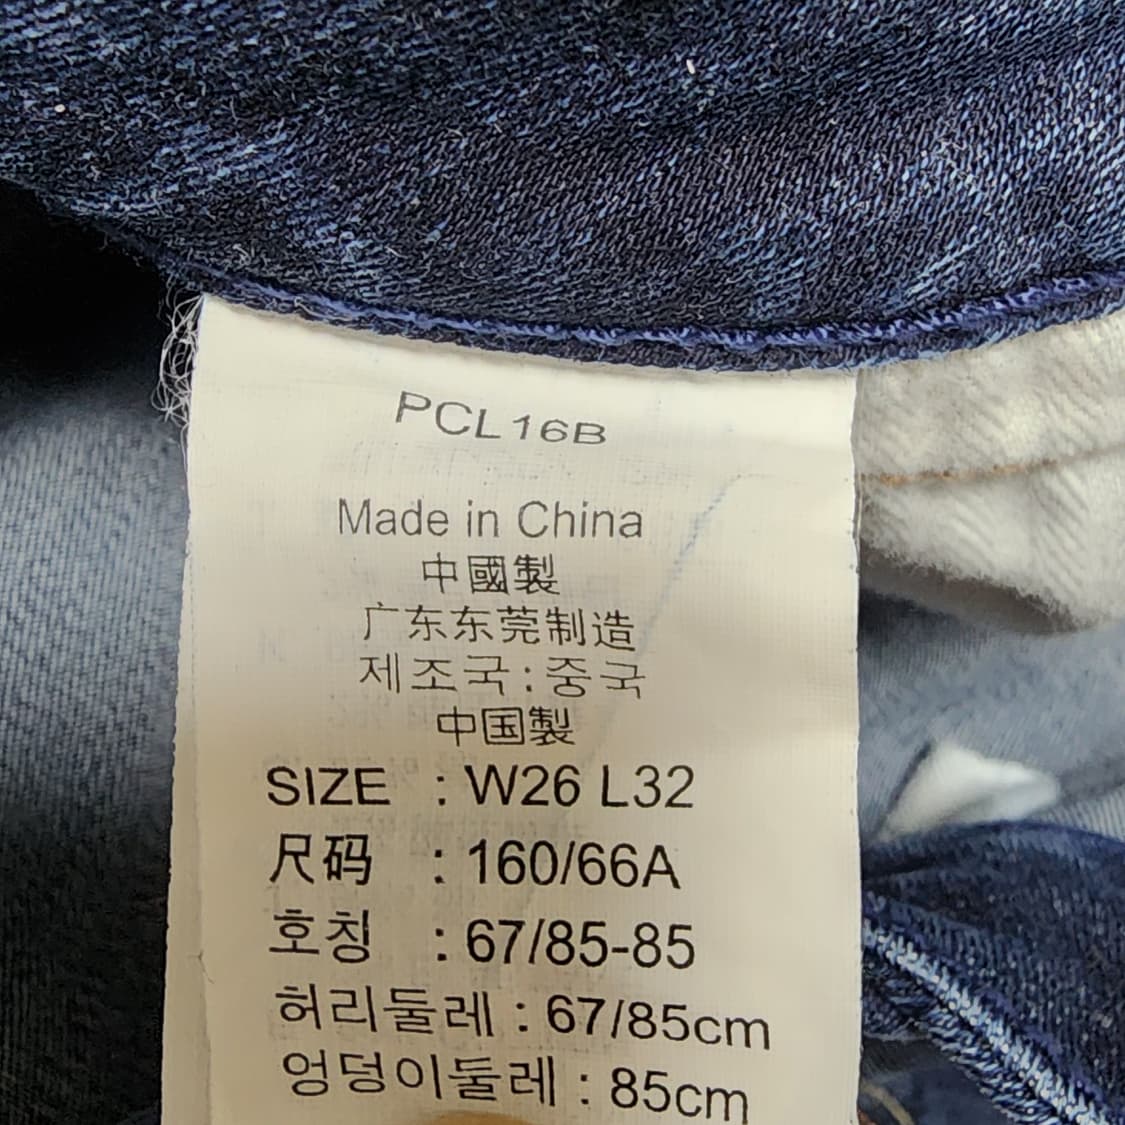 PCL16B
Made in China
中國製
广东东莞制造
제조국:중국
中国製
SIZE : W26 L32
尺码 : 160/66A
호칭 : 67/85-85
허리둘레 : 67/85cm
엉덩이둘레 : 85cm